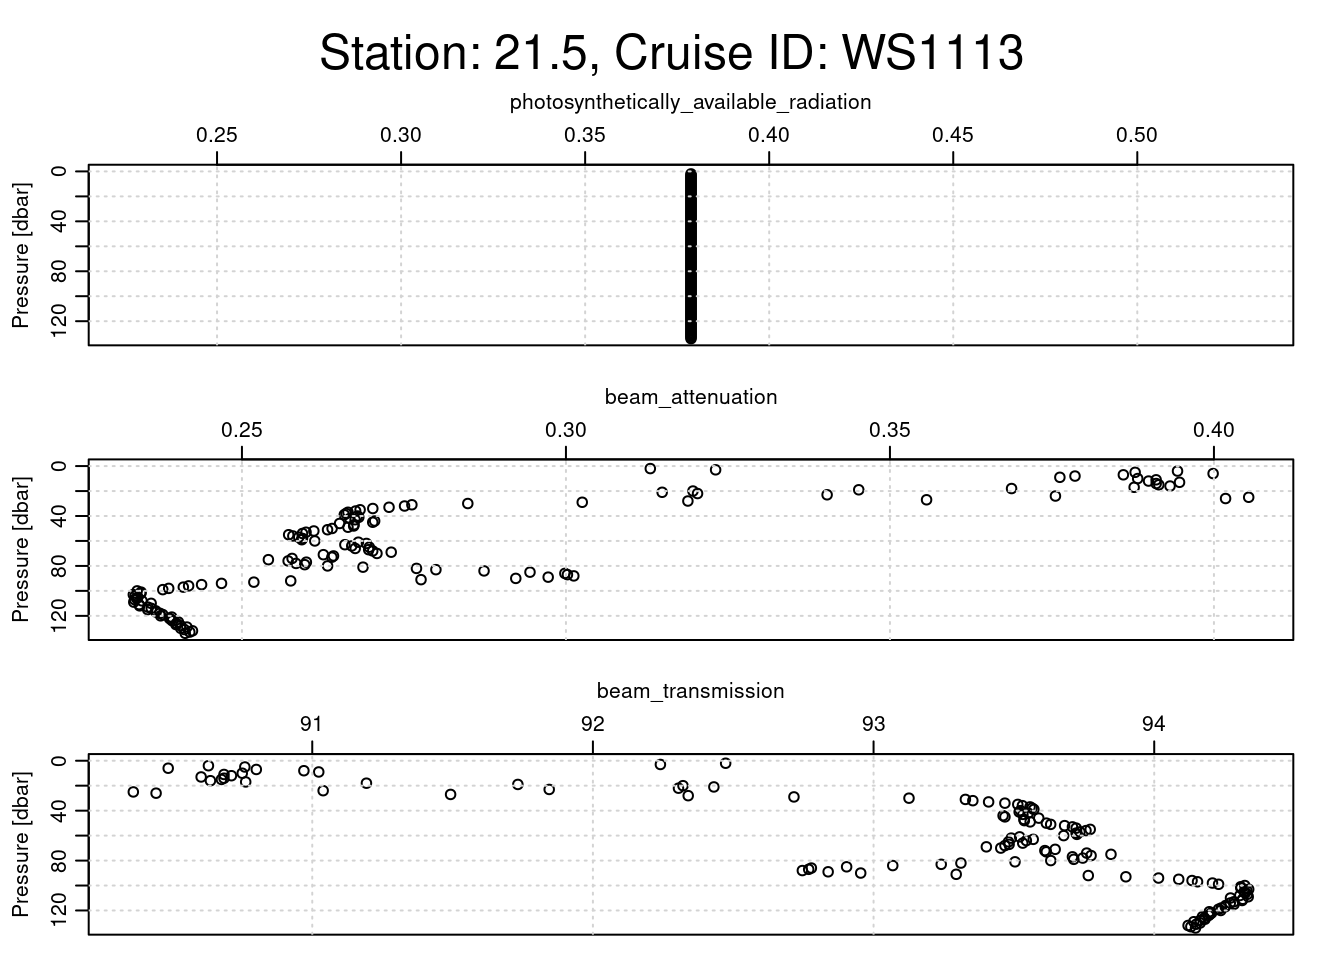 Station: 21.5, Cruise ID: WS1113
photosynthetically_available_radiation
0.25 0.30 0.35 0.40 0.45 0.50
Pressure [dbar]
0
40
80
120
beam_attenuation
0.25 0.30 0.35 0.40
Pressure [dbar]
0
40
80
120
beam_transmission
91 92 93 94
Pressure [dbar]
0
40
80
120